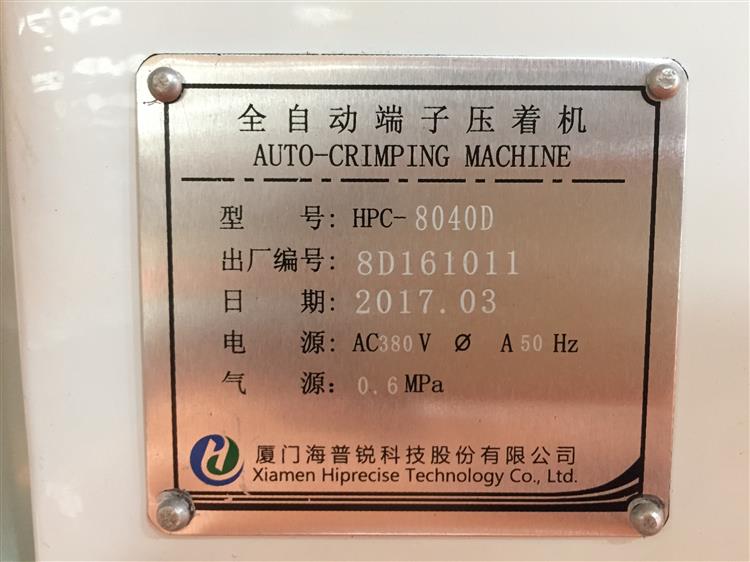 全自动端子压着机
AUTO-CRIMPING MACHINE
型 号: HPC-8040D
出厂编号: 8D161011
日 期: 2017.03
电 源: AC380V Ø A 50 Hz
气 源: 0.6MPa
厦门海普锐科技股份有限公司
Xiamen Hiprecise Technology Co., Ltd.